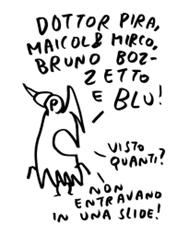 DOTTOR PIRA,
MAICOL & MIRCO,
BRUNO BOZ-
ZETTO
E BLU!
VISTO
QUANTI?
NON
ENTRAVANO
IN UNA SLIDE!